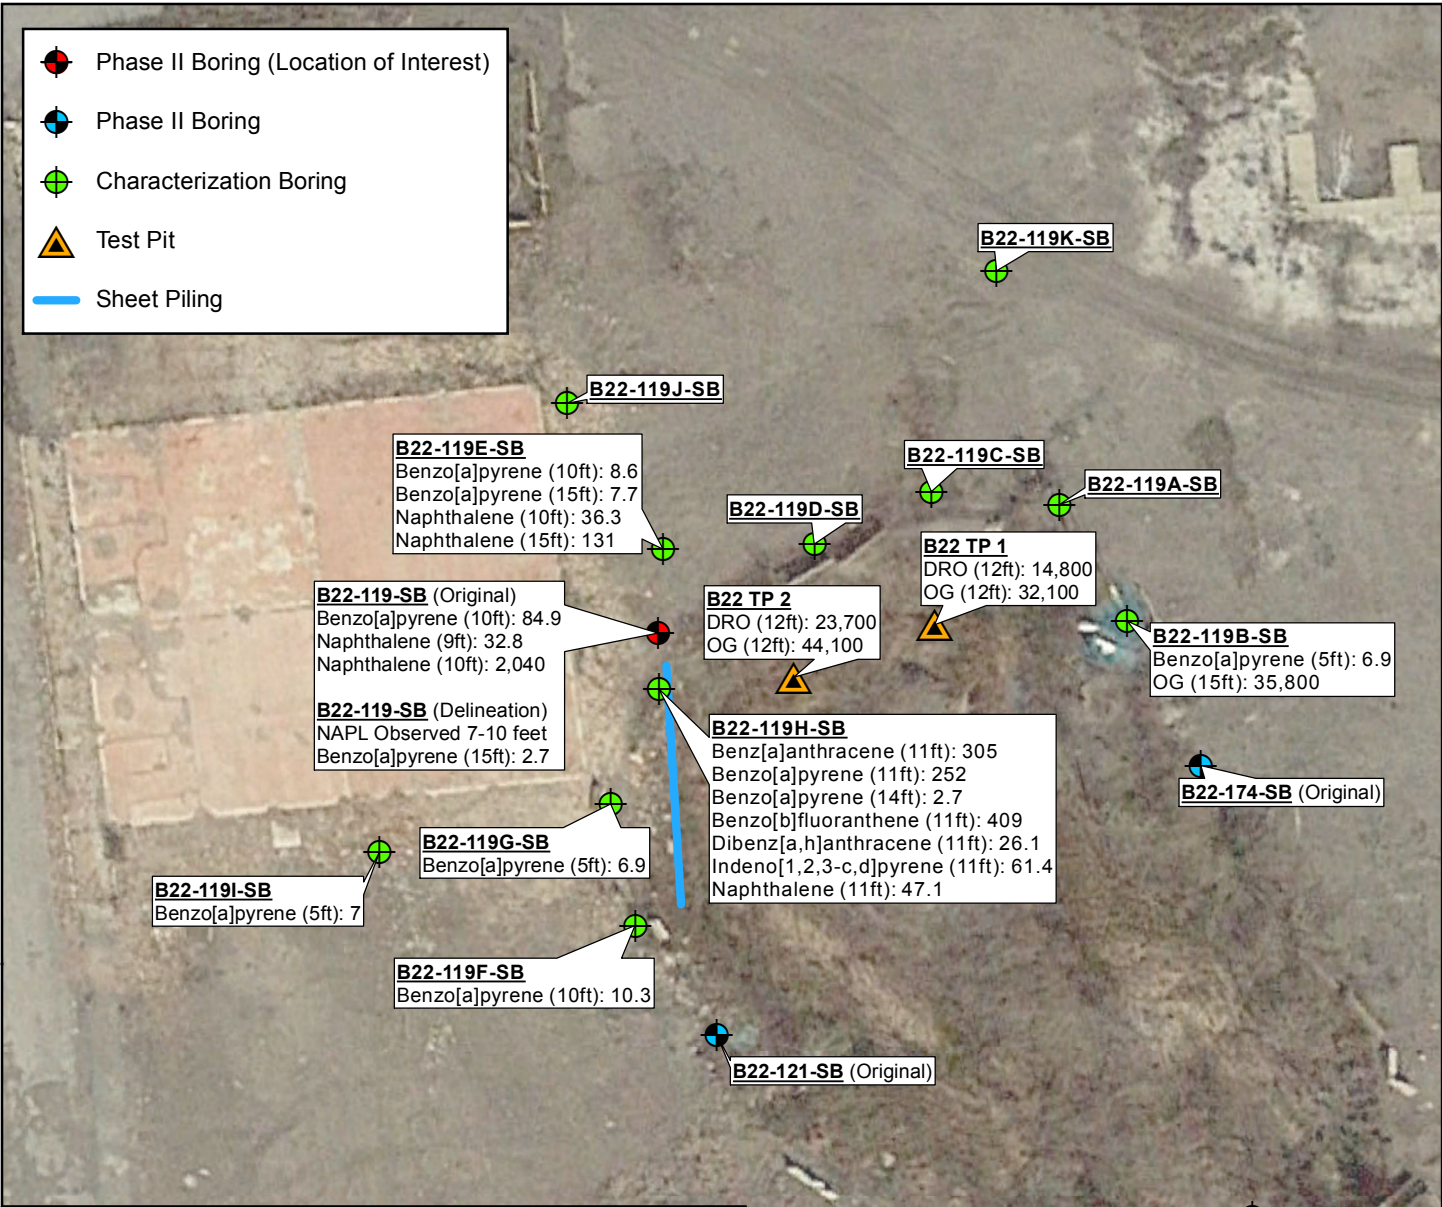 Phase II Boring (Location of Interest)
Phase II Boring
Characterization Boring
Test Pit
Sheet Piling
B22-119K-SB
B22-119J-SB
B22-119E-SB
Benzo[a]pyrene (10ft): 8.6
Benzo[a]pyrene (15ft): 7.7
Naphthalene (10ft): 36.3
Naphthalene (15ft): 131
B22-119C-SB
B22-119A-SB
B22-119D-SB
B22 TP 1
DRO (12ft): 14,800
OG (12ft): 32,100
B22-119-SB (Original)
Benzo[a]pyrene (10ft): 84.9
Naphthalene (9ft): 32.8
Naphthalene (10ft): 2,040
B22-119-SB (Delineation)
NAPL Observed 7-10 feet
Benzo[a]pyrene (15ft): 2.7
B22 TP 2
DRO (12ft): 23,700
OG (12ft): 44,100
B22-119B-SB
Benzo[a]pyrene (5ft): 6.9
OG (15ft): 35,800
B22-119H-SB
Benz[a]anthracene (11ft): 305
Benzo[a]pyrene (11ft): 252
Benzo[a]pyrene (14ft): 2.7
Benzo[b]fluoranthene (11ft): 409
Dibenz[a,h]anthracene (11ft): 26.1
Indeno[1,2,3-c,d]pyrene (11ft): 61.4
Naphthalene (11ft): 47.1
B22-174-SB (Original)
B22-119G-SB
Benzo[a]pyrene (5ft): 6.9
B22-119I-SB
Benzo[a]pyrene (5ft): 7
B22-119F-SB
Benzo[a]pyrene (10ft): 10.3
B22-121-SB (Original)